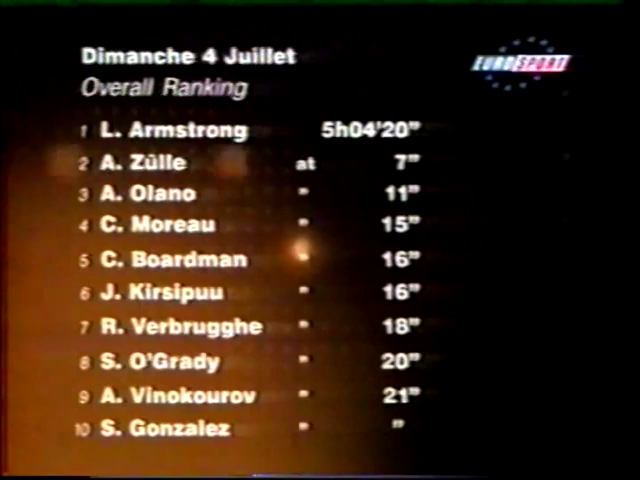 Dimanche 4 Juillet
EUROSPORT
Overall Ranking
1 L. Armstrong 5h04'20"
2 A. Zülle at 7"
3 A. Olano " 11"
4 C. Moreau " 15"
5 C. Boardman " 16"
6 J. Kirsipuu " 16"
7 R. Verbrugghe " 18"
8 S. O'Grady " 20"
9 A. Vinokourov " 21"
10 S. Gonzalez " "